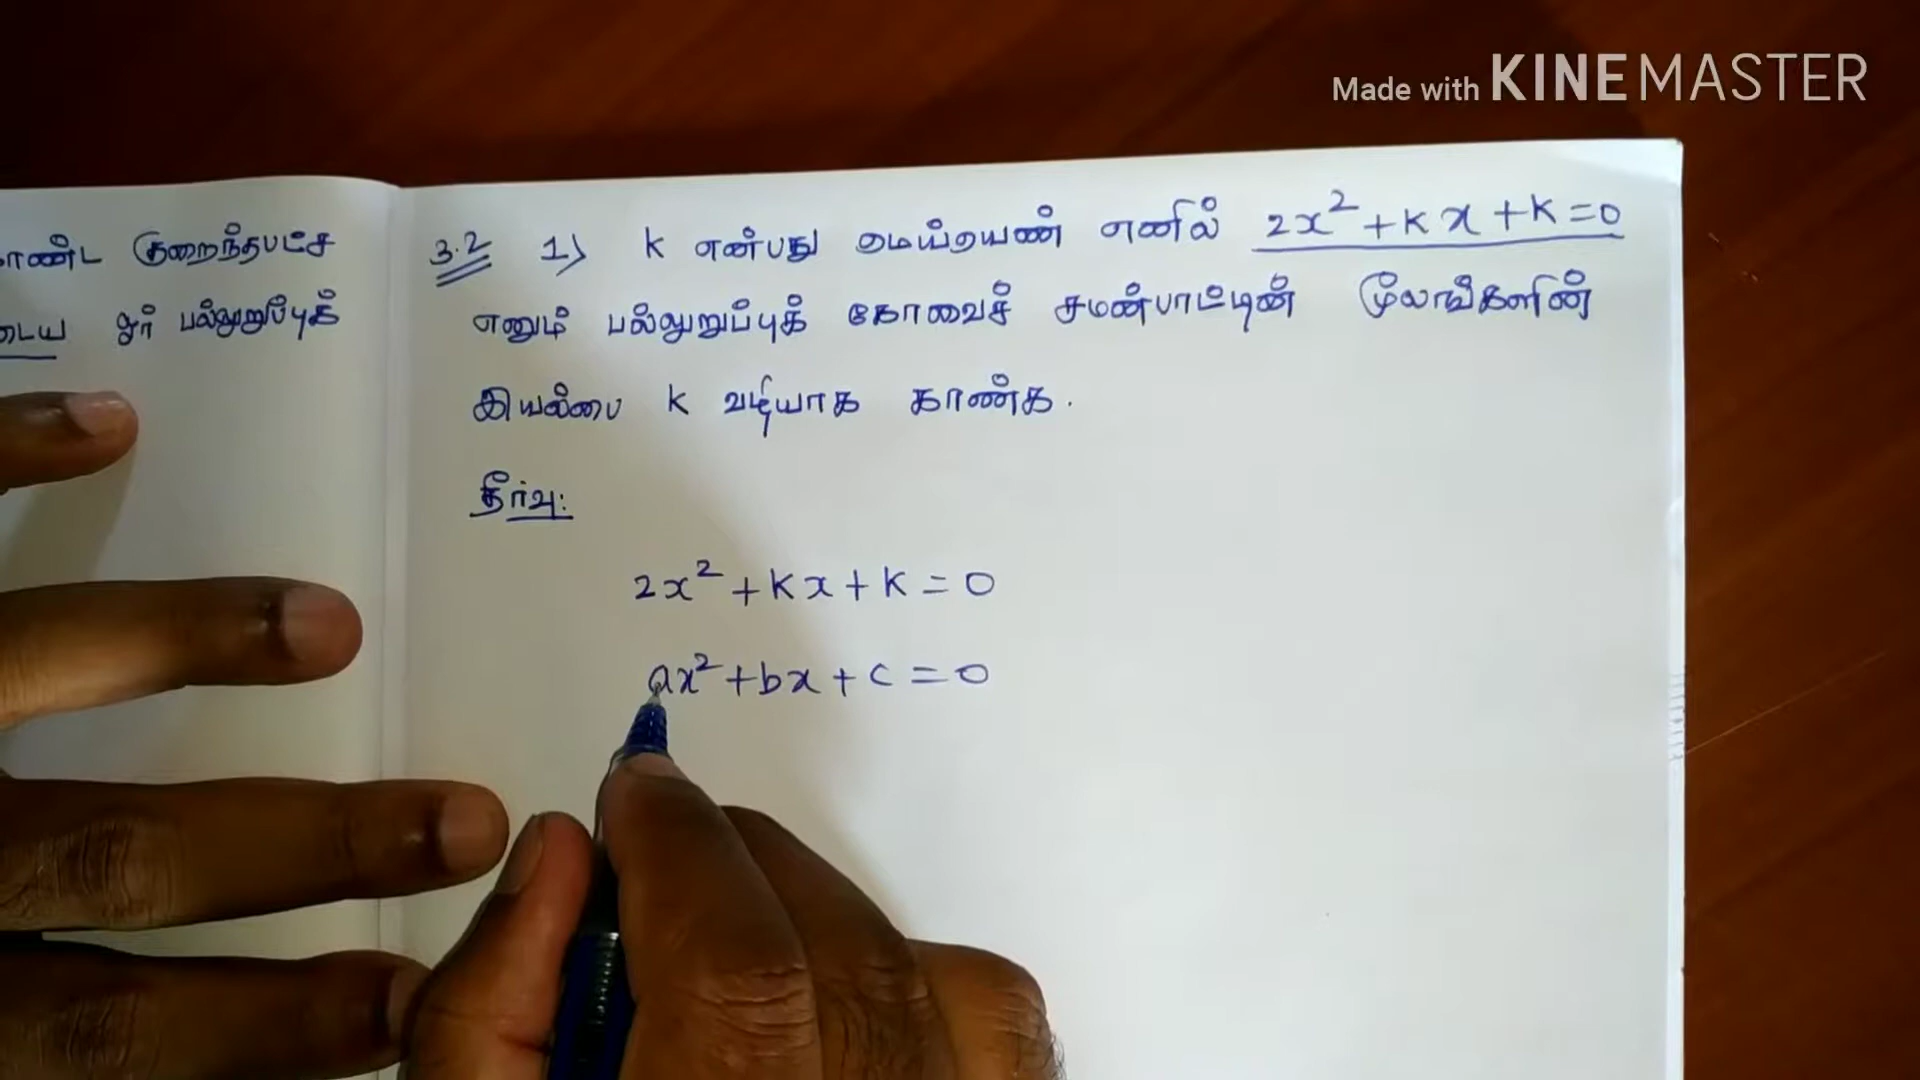 Made with KINEMASTER
ாண்ட குறைந்தபட்ச
டைய ஓர் பல்லுறுப்புக்
3.2 1) k என்பது மெய்யெண் எனில் 2x² + kx + k = 0
எனும் பல்லுறுப்புக் கோவைச் சமன்பாட்டின் மூலங்களின்
இயல்பை k வழியாக காண்க.
தீர்வு:
2x² + kx + k = 0
ax² + bx + c = 0